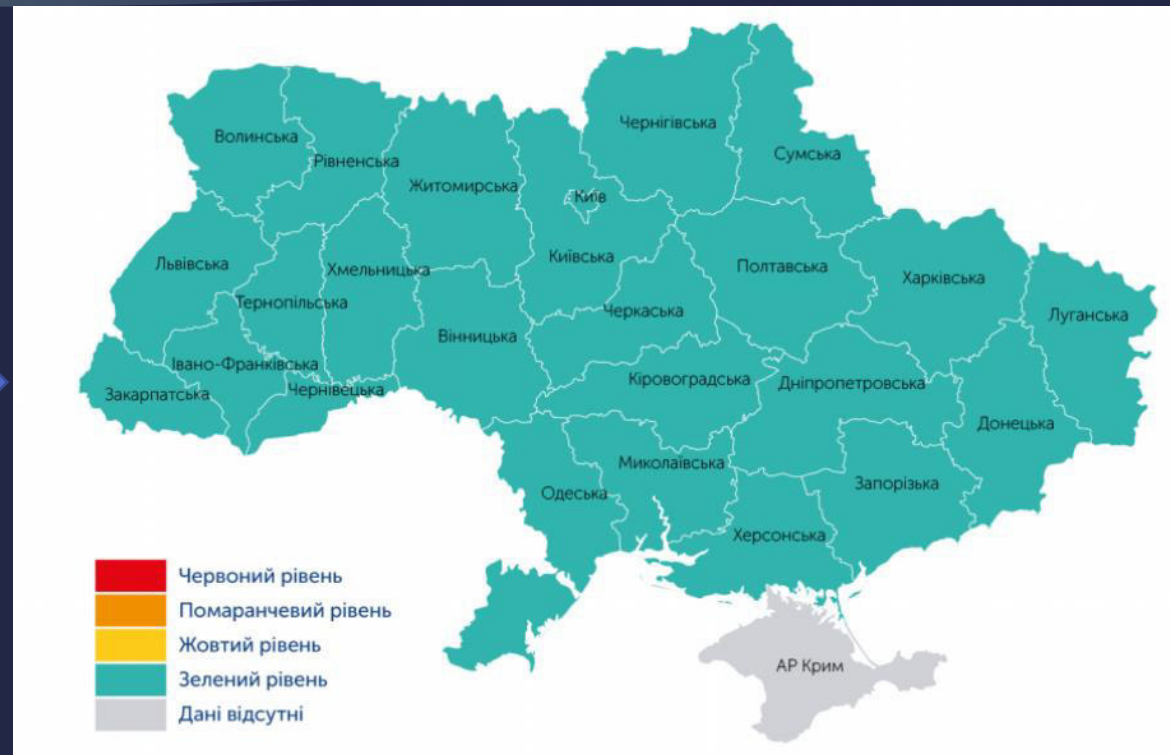 Чернігівська
Волинська
Сумська
Рівненська
Житомирська
Київ
Київська
Львівська
Хмельницька
Полтавська
Харківська
Тернопільська
Черкаська
Луганська
Вінницька
Івано-Франківська
Кіровоградська
Дніпропетровська
Чернівецька
Закарпатська
Донецька
Миколаївська
Запорізька
Одеська
Херсонська
Червоний рівень
Помаранчевий рівень
Жовтий рівень
Зелений рівень
Дані відсутні
АР Крим